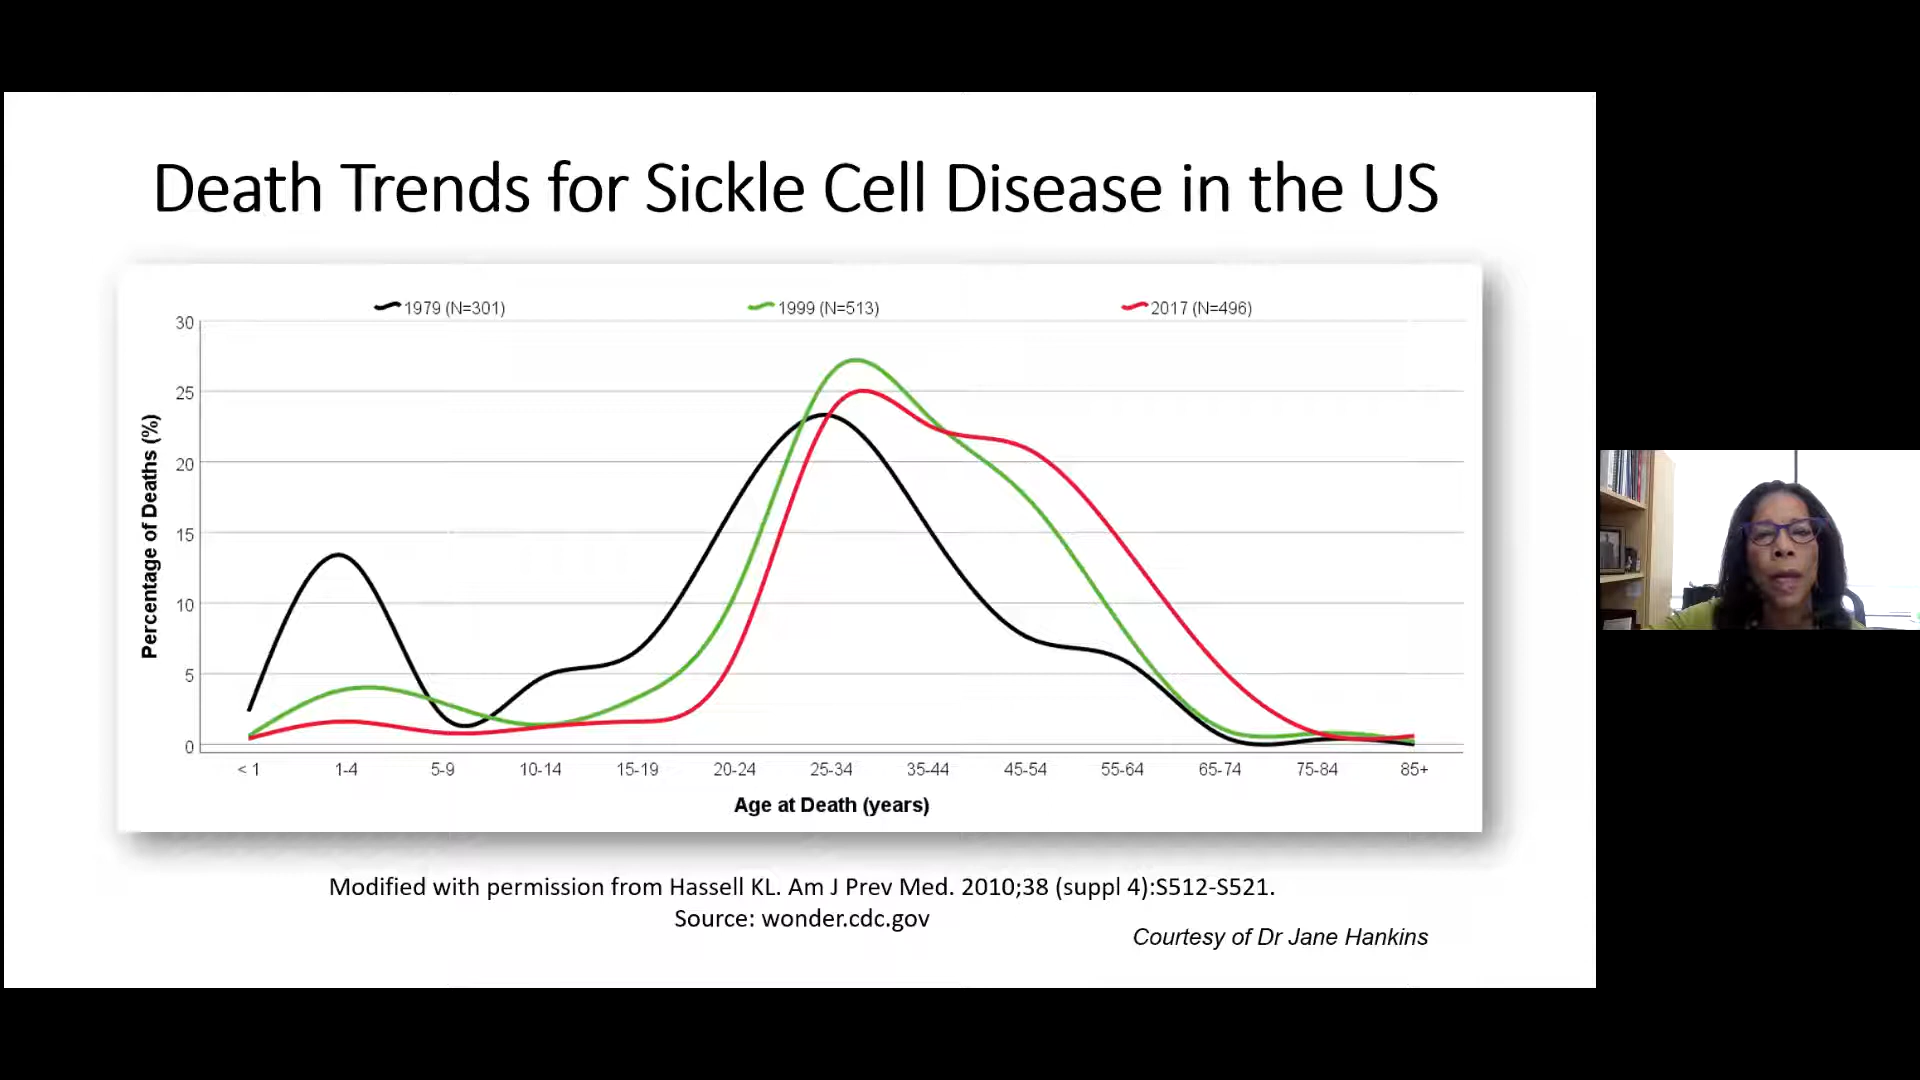 Death Trends for Sickle Cell Disease in the US
1979 (N=301)
1999 (N=513)
2017 (N=496)
30
25
20
15
10
5
0
Percentage of Deaths (%)
< 1
1-4
5-9
10-14
15-19
20-24
25-34
35-44
45-54
55-64
65-74
75-84
85+
Age at Death (years)
Modified with permission from Hassell KL. Am J Prev Med. 2010;38 (suppl 4):S512-S521.
Source: wonder.cdc.gov
Courtesy of Dr Jane Hankins